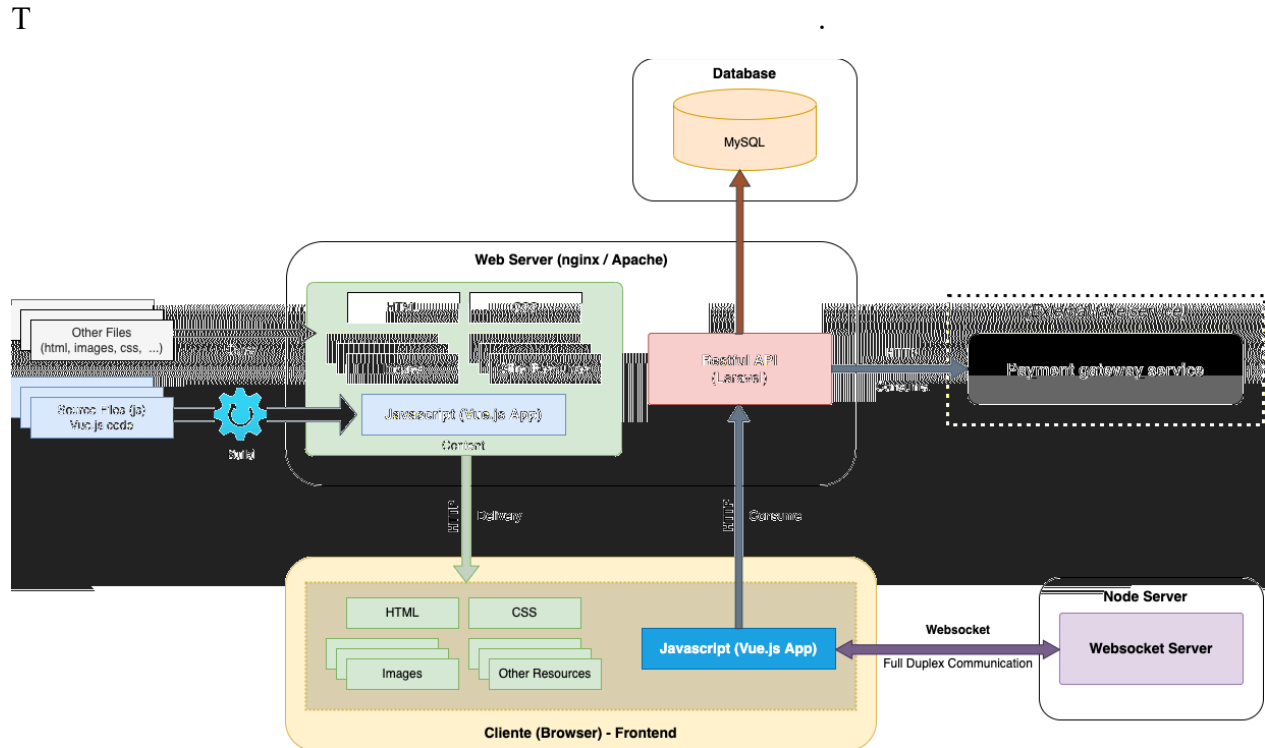 T .
Database
MySQL
Web Server (nginx / Apache)
HTML
CSS
Other Files
(html, images, css, ...)
Restful API
(Laravel)
HTTP
Payment gateway service
Source Files (js)
Vue.js code
Build
Javascript (Vue.js App)
Content
HTTP
Delivery
HTTP
Consume
HTML
CSS
Images
Other Resources
Javascript (Vue.js App)
Websocket
Full Duplex Communication
Node Server
Websocket Server
Cliente (Browser) - Frontend